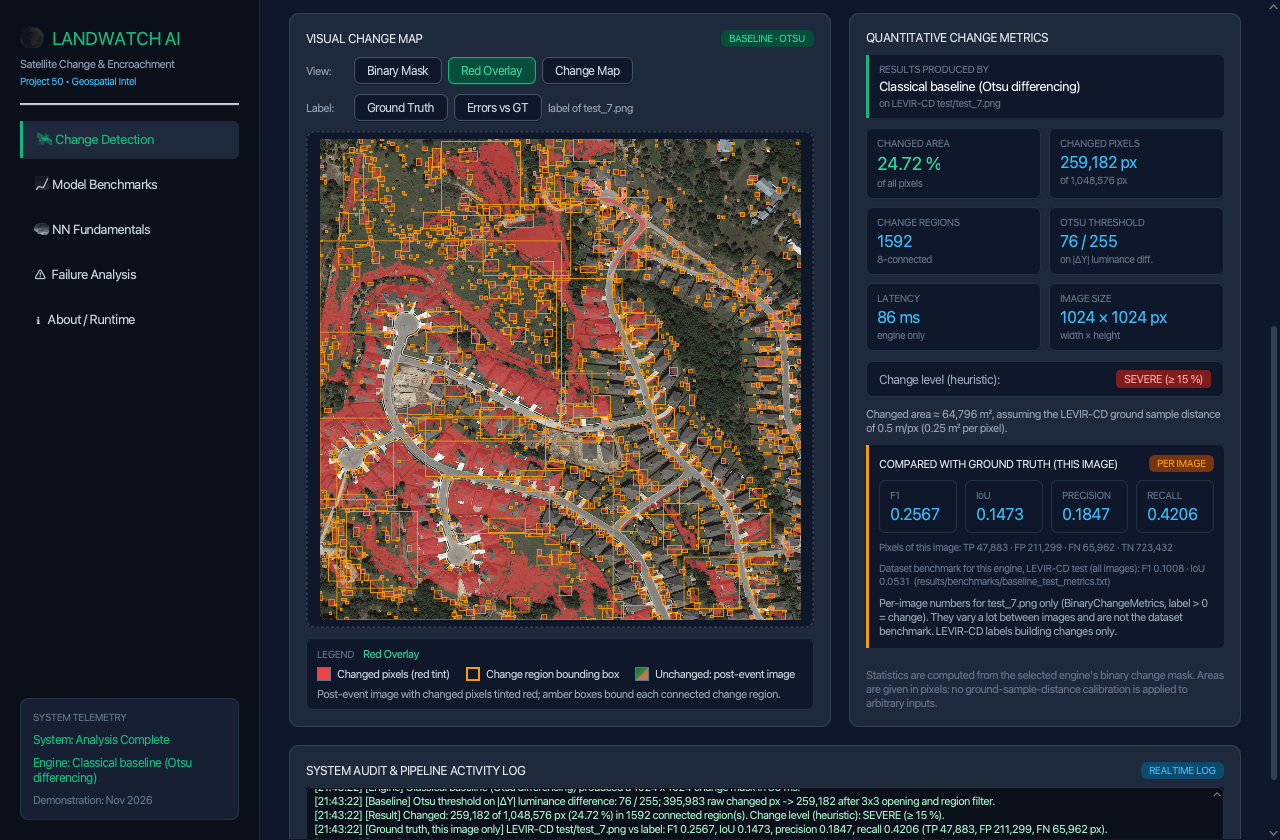 LANDWATCH AI
Satellite Change & Encroachment
Project 50 • Geospatial Intel
Change Detection
Model Benchmarks
NN Fundamentals
Failure Analysis
About / Runtime
SYSTEM TELEMETRY
System: Analysis Complete
Engine: Classical baseline (Otsu
differencing)
Demonstration: Nov 2026
VISUAL CHANGE MAP
BASELINE · OTSU
View: Binary Mask Red Overlay Change Map
Label: Ground Truth Errors vs GT label of test_7.png
LEGEND Red Overlay
Changed pixels (red tint) Change region bounding box Unchanged: post-event image
Post-event image with changed pixels tinted red; amber boxes bound each connected change region.
QUANTITATIVE CHANGE METRICS
RESULTS PRODUCED BY
Classical baseline (Otsu differencing)
on LEVIR-CD test/test_7.png
CHANGED AREA
24.72 %
of all pixels
CHANGED PIXELS
259,182 px
of 1,048,576 px
CHANGE REGIONS
1592
8-connected
OTSU THRESHOLD
76 / 255
on |ΔY| luminance diff.
LATENCY
86 ms
engine only
IMAGE SIZE
1024 × 1024 px
width × height
Change level (heuristic): SEVERE (≥ 15 %)
Changed area ≈ 64,796 m², assuming the LEVIR-CD ground sample distance
of 0.5 m/px (0.25 m² per pixel).
COMPARED WITH GROUND TRUTH (THIS IMAGE) PER IMAGE
F1
0.2567
IoU
0.1473
PRECISION
0.1847
RECALL
0.4206
Pixels of this image: TP 47,883 · FP 211,299 · FN 65,962 · TN 723,432
Dataset benchmark for this engine, LEVIR-CD test (all images): F1 0.1008 · IoU
0.0531 (results/benchmarks/baseline_test_metrics.txt)
Per-image numbers for test_7.png only (BinaryChangeMetrics, label > 0
= change). They vary a lot between images and are not the dataset
benchmark. LEVIR-CD labels building changes only.
Statistics are computed from the selected engine's binary change mask. Areas
are given in pixels: no ground-sample-distance calibration is applied to
arbitrary inputs.
SYSTEM AUDIT & PIPELINE ACTIVITY LOG
REALTIME LOG
[21:43:22] [Engine] Classical baseline (Otsu differencing) produced a 1024 x 1024 change mask in 86 ms.
[21:43:22] [Baseline] Otsu threshold on |ΔY| luminance difference: 76 / 255; 395,983 raw changed px -> 259,182 after 3x3 opening and region filter.
[21:43:22] [Result] Changed: 259,182 of 1,048,576 px (24.72 %) in 1592 connected region(s). Change level (heuristic): SEVERE (≥ 15 %).
[21:43:22] [Ground truth, this image only] LEVIR-CD test/test_7.png vs label: F1 0.2567, IoU 0.1473, precision 0.1847, recall 0.4206 (TP 47,883, FP 211,299, FN 65,962 px).